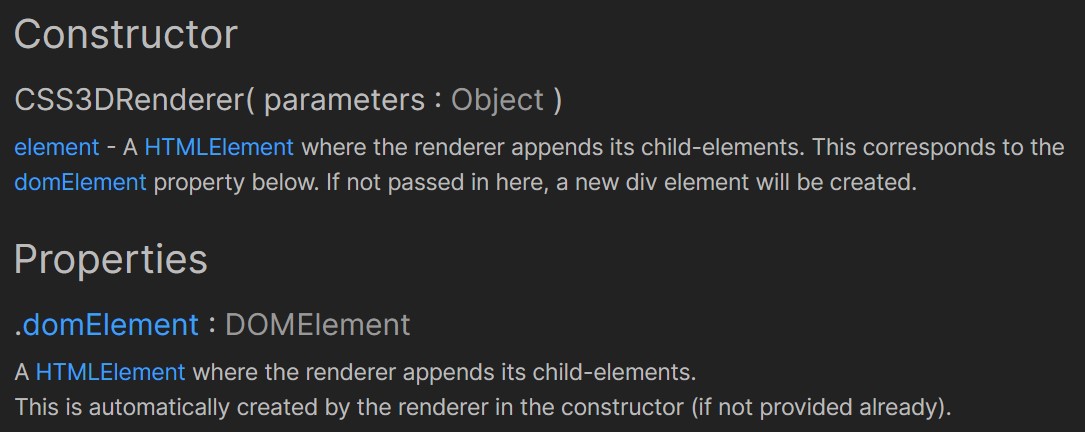 Constructor
CSS3DRenderer( parameters : Object )
element - A HTMLElement where the renderer appends its child-elements. This corresponds to the
domElement property below. If not passed in here, a new div element will be created.
Properties
.domElement : DOMElement
A HTMLElement where the renderer appends its child-elements.
This is automatically created by the renderer in the constructor (if not provided already).